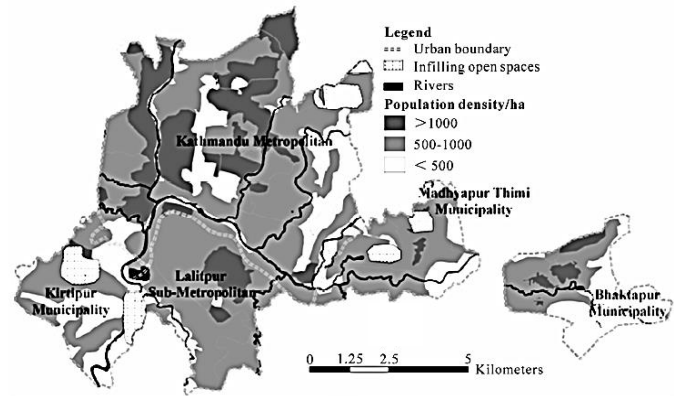 Legend
Urban boundary
Infilling open spaces
Rivers
Population density/ha
>1000
500-1000
< 500
Kathmandu Metropolitan
Madhyapur Thimi
Municipality
Lalitpur
Sub-Metropolitan
Kirtipur
Municipality
Bhaktapur
Municipality
0 1.25 2.5 5
Kilometers